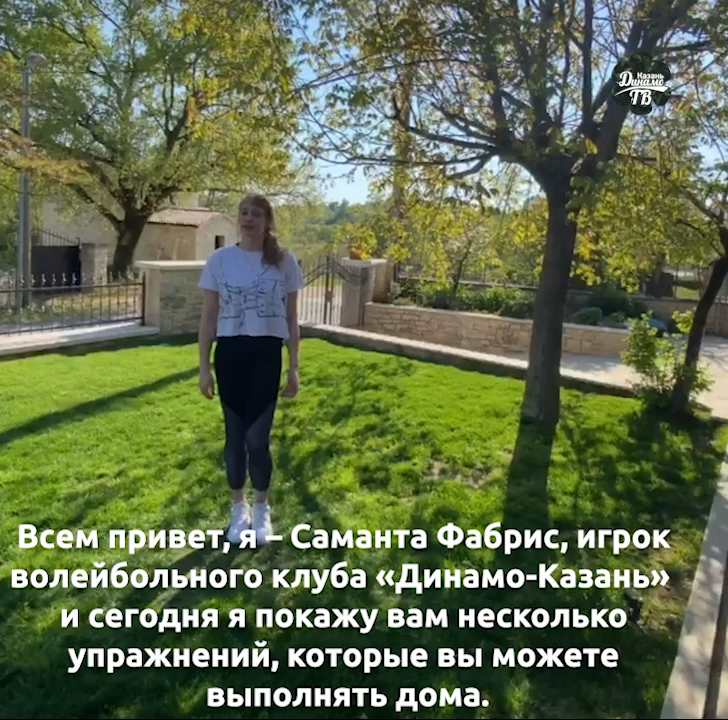 Казань
Динамо
ТВ
Всем привет, я – Саманта Фабрис, игрок
волейбольного клуба «Динамо-Казань»
и сегодня я покажу вам несколько
упражнений, которые вы можете
выполнять дома.